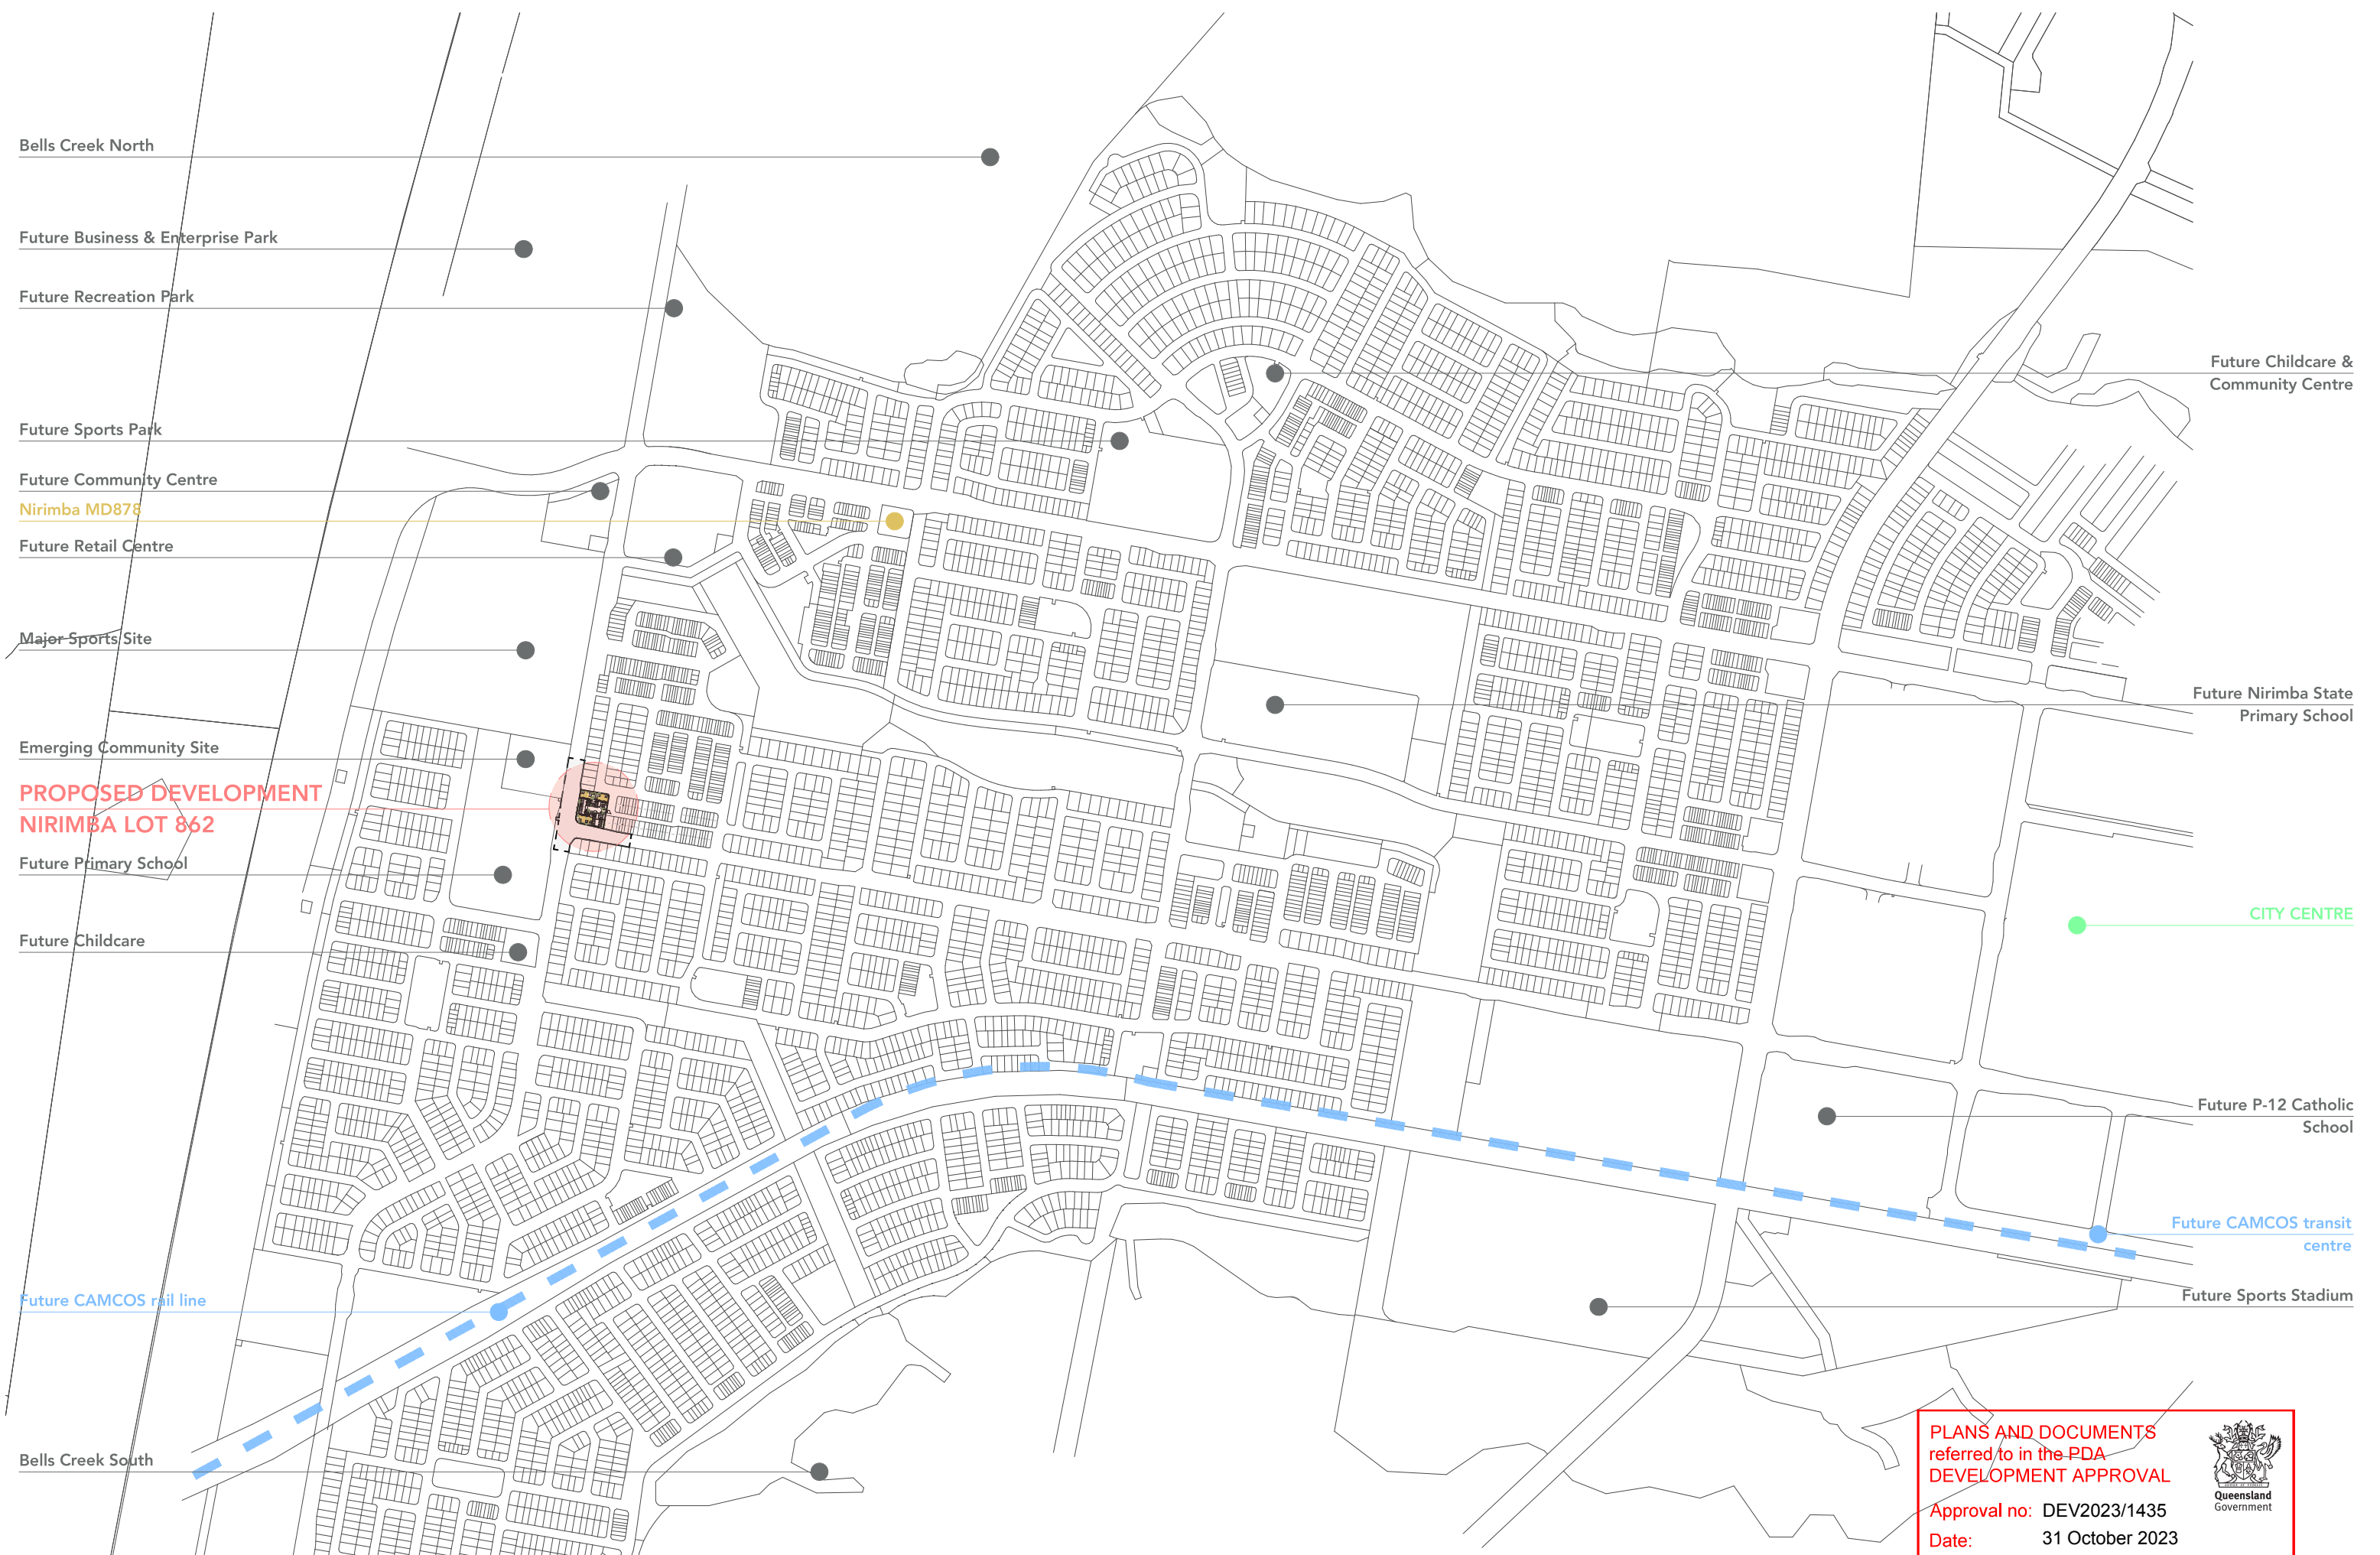 Bells Creek North
Future Business & Enterprise Park
Future Recreation Park
Future Childcare &
Community Centre
Future Sports Park
Future Community Centre
Nirimba MD878
Future Retail Centre
Major Sports Site
Future Nirimba State
Primary School
Emerging Community Site
PROPOSED DEVELOPMENT
NIRIMBA LOT 862
Future Primary School
CITY CENTRE
Future Childcare
Future P-12 Catholic
School
Future CAMCOS transit
centre
Future CAMCOS rail line
Future Sports Stadium
Bells Creek South
PLANS AND DOCUMENTS
referred to in the PDA
DEVELOPMENT APPROVAL
Queensland
Government
Approval no: DEV2023/1435
Date: 31 October 2023